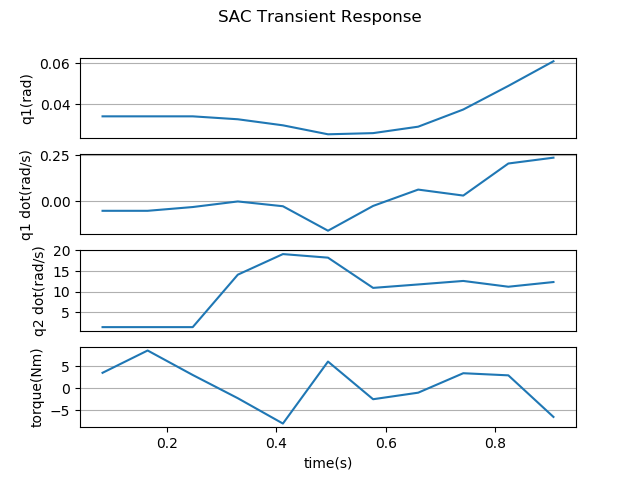 SAC Transient Response
0.06
0.04
q1(rad)
0.25
0.00
q1 dot(rad/s)
20
15
10
5
q2 dot(rad/s)
5
0
−5
torque(Nm)
0.2 0.4 0.6 0.8
time(s)